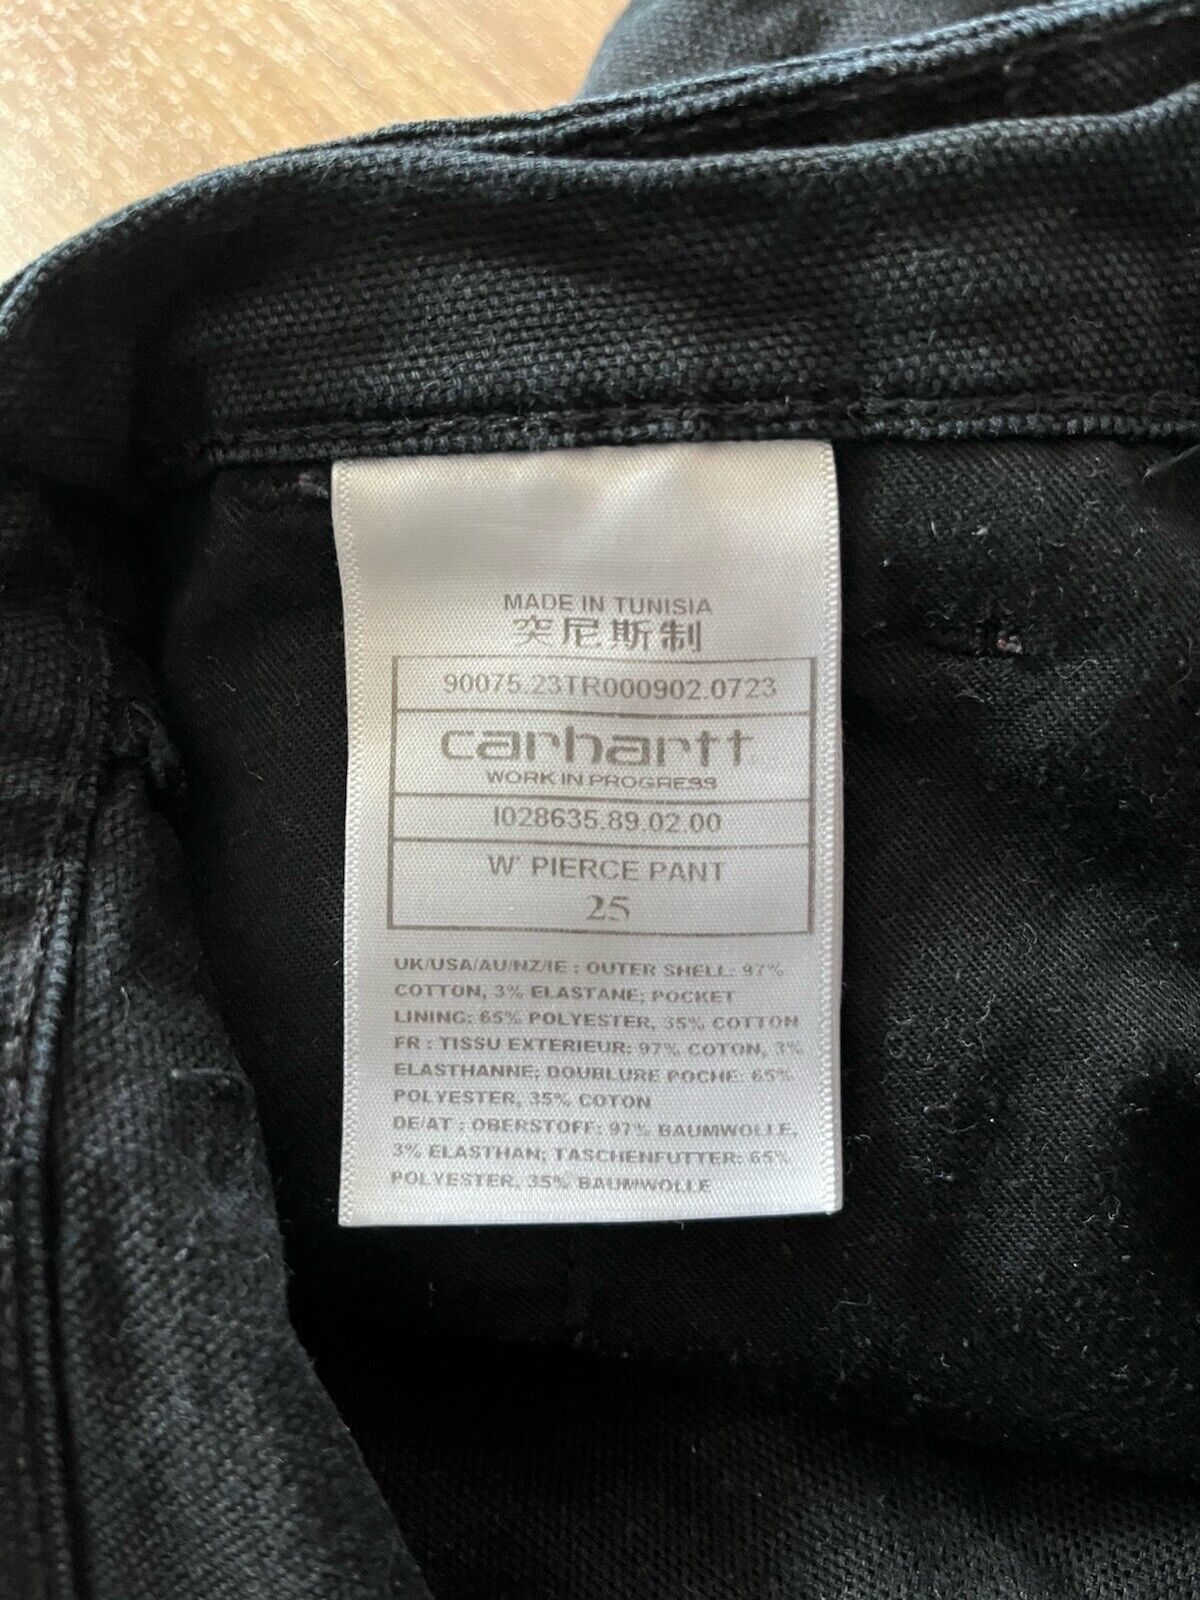 MADE IN TUNISIA
突尼斯制
90075.23TR000902.0723
carhartt
WORK IN PROGRESS
I028635.89.02.00
W' PIERCE PANT
25
UK/USA/AU/NZ/IE : OUTER SHELL: 97%
COTTON, 3% ELASTANE; POCKET
LINING: 65% POLYESTER, 35% COTTON
FR : TISSU EXTERIEUR: 97% COTON, 3%
ELASTHANNE; DOUBLURE POCHE: 65%
POLYESTER, 35% COTON
DE/AT : OBERSTOFF: 97% BAUMWOLLE,
3% ELASTHAN; TASCHENFUTTER: 65%
POLYESTER, 35% BAUMWOLLE